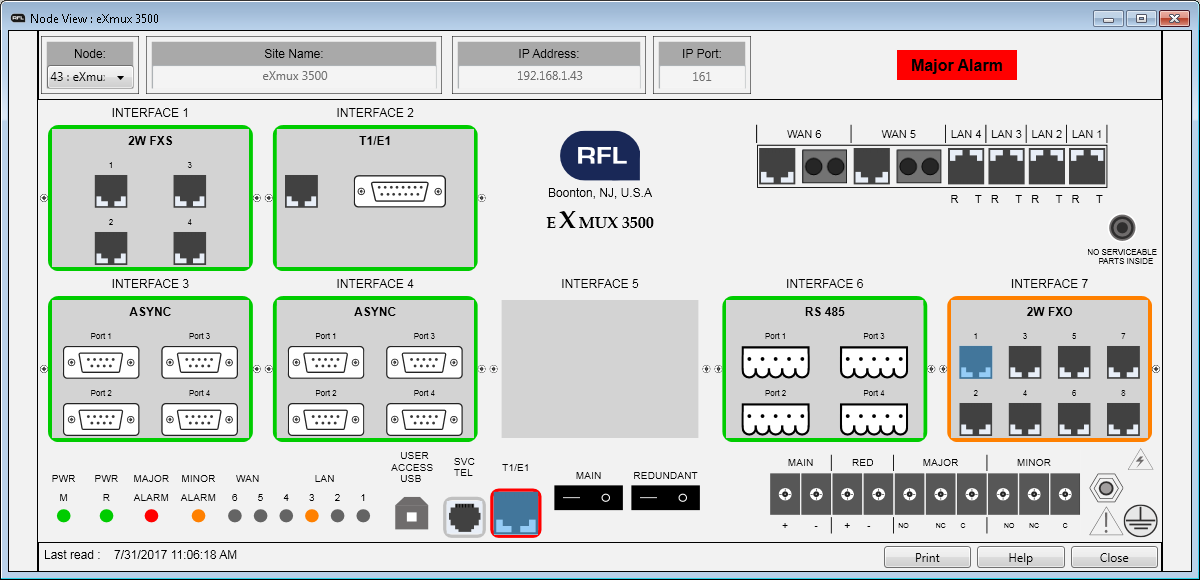 RFL Node View : eXmux 3500
Node: Site Name: IP Address: IP Port:
43 : eXmu: eXmux 3500 192.168.1.43 161
Major Alarm
INTERFACE 1 INTERFACE 2
2W FXS T1/E1
1 3
2 4
RFL
Boonton, NJ, U.S.A
eXmux 3500
WAN 6 WAN 5 LAN 4 LAN 3 LAN 2 LAN 1
R T R T R T R T
NO SERVICEABLE
PARTS INSIDE
INTERFACE 3 INTERFACE 4 INTERFACE 5 INTERFACE 6 INTERFACE 7
ASYNC ASYNC RS 485 2W FXO
Port 1 Port 3 Port 1 Port 3 Port 1 Port 3 1 3 5 7
Port 2 Port 4 Port 2 Port 4 Port 2 Port 4 2 4 6 8
PWR PWR MAJOR MINOR WAN LAN
M R ALARM ALARM 6 5 4 3 2 1
USER
ACCESS
USB
SVC
TEL
T1/E1
MAIN REDUNDANT
MAIN RED MAJOR MINOR
+ - + - NO NC C NO NC C
Last read : 7/31/2017 11:06:18 AM
Print Help Close